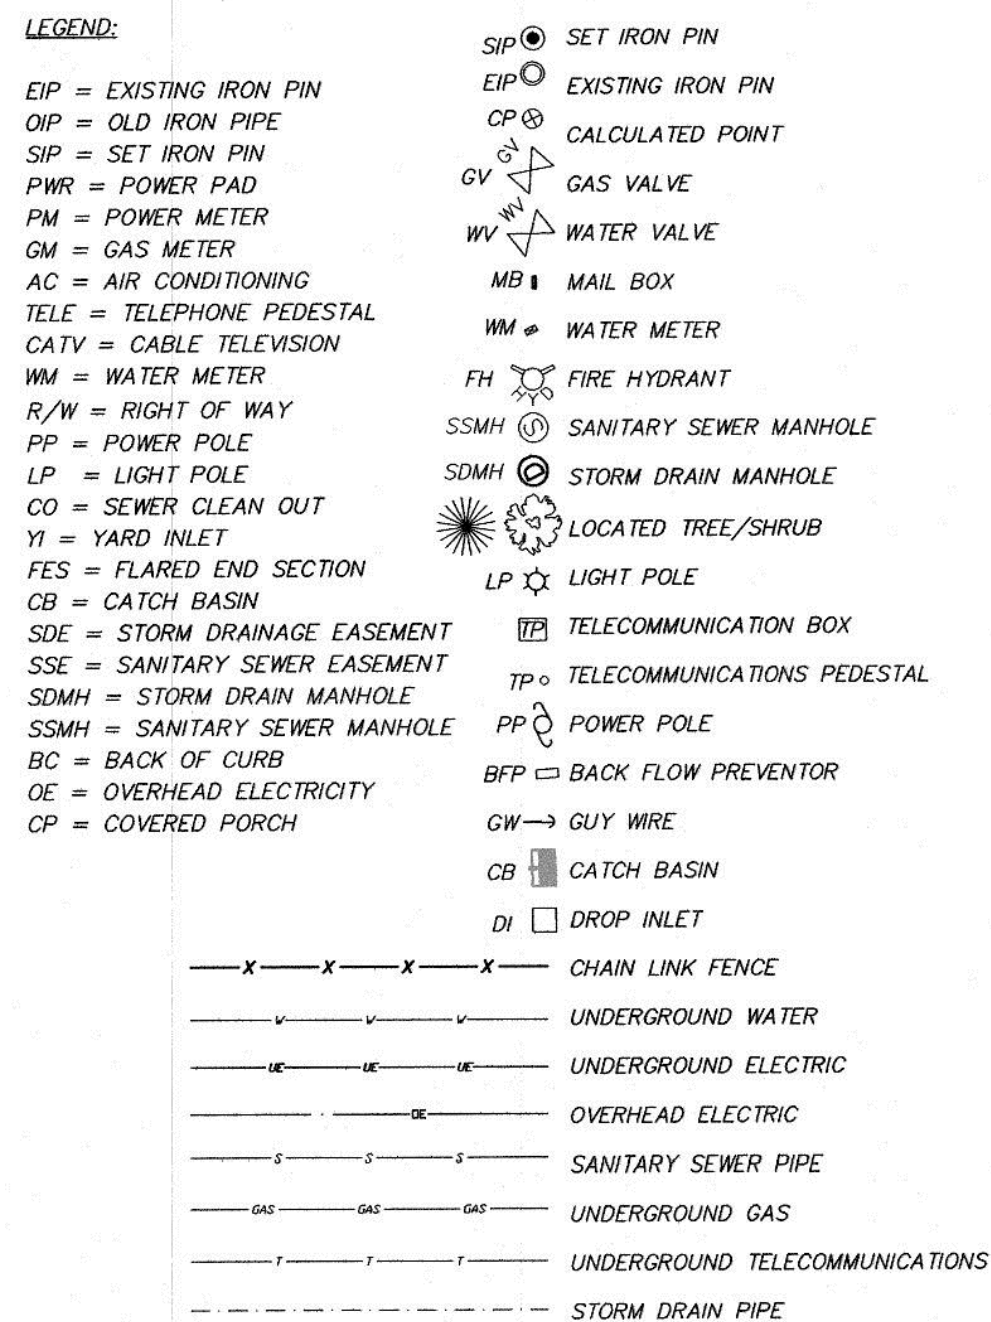 LEGEND:
EIP = EXISTING IRON PIN
OIP = OLD IRON PIPE
SIP = SET IRON PIN
PWR = POWER PAD
PM = POWER METER
GM = GAS METER
AC = AIR CONDITIONING
TELE = TELEPHONE PEDESTAL
CATV = CABLE TELEVISION
WM = WATER METER
R/W = RIGHT OF WAY
PP = POWER POLE
LP = LIGHT POLE
CO = SEWER CLEAN OUT
YI = YARD INLET
FES = FLARED END SECTION
CB = CATCH BASIN
SDE = STORM DRAINAGE EASEMENT
SSE = SANITARY SEWER EASEMENT
SDMH = STORM DRAIN MANHOLE
SSMH = SANITARY SEWER MANHOLE
BC = BACK OF CURB
OE = OVERHEAD ELECTRICITY
CP = COVERED PORCH
SIP SET IRON PIN
EIP EXISTING IRON PIN
CP CALCULATED POINT
GV GV GAS VALVE
WV WV WATER VALVE
MB MAIL BOX
WM WATER METER
FH HYD FIRE HYDRANT
SSMH S SANITARY SEWER MANHOLE
SDMH D STORM DRAIN MANHOLE
LOCATED TREE/SHRUB
LP LIGHT POLE
TP TELECOMMUNICATION BOX
TP TELECOMMUNICATIONS PEDESTAL
PP POWER POLE
BFP BACK FLOW PREVENTOR
GW GUY WIRE
CB CATCH BASIN
DI DROP INLET
X X X X CHAIN LINK FENCE
W W W UNDERGROUND WATER
UE UE UE UNDERGROUND ELECTRIC
OE OVERHEAD ELECTRIC
S S S SANITARY SEWER PIPE
GAS GAS GAS UNDERGROUND GAS
T T T UNDERGROUND TELECOMMUNICATIONS
STORM DRAIN PIPE